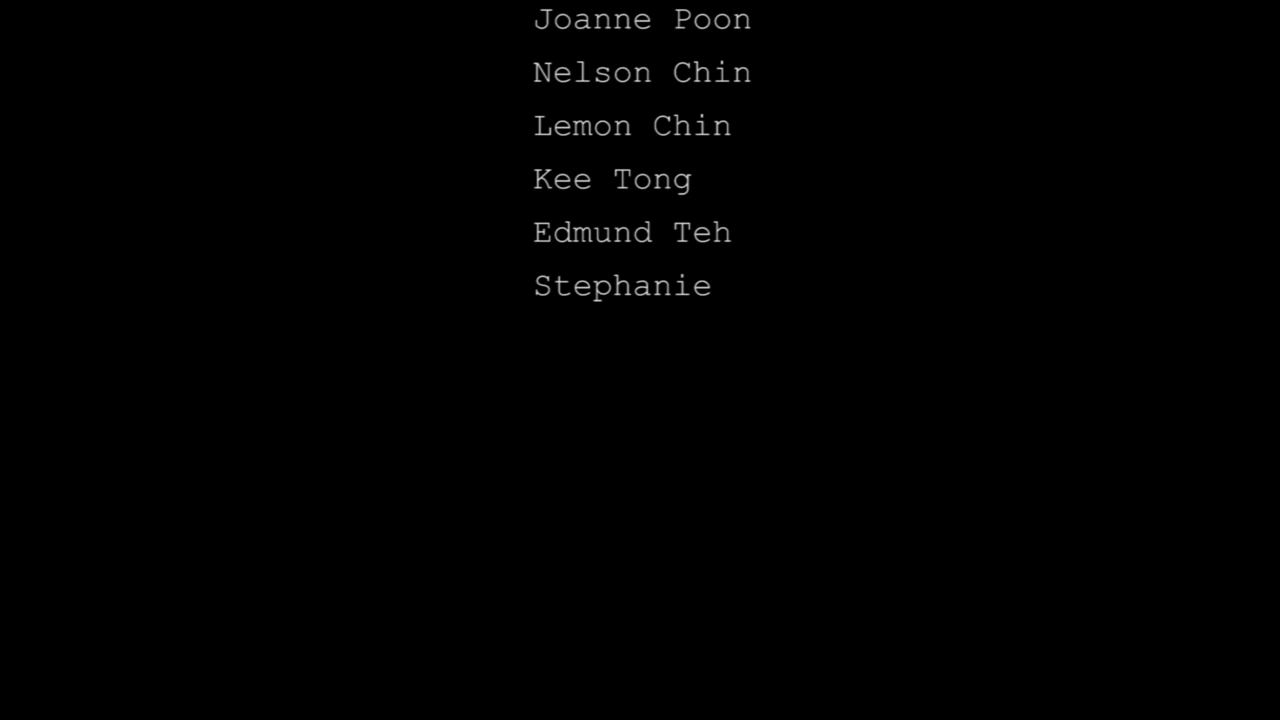 Joanne Poon
Nelson Chin
Lemon Chin
Kee Tong
Edmund Teh
Stephanie